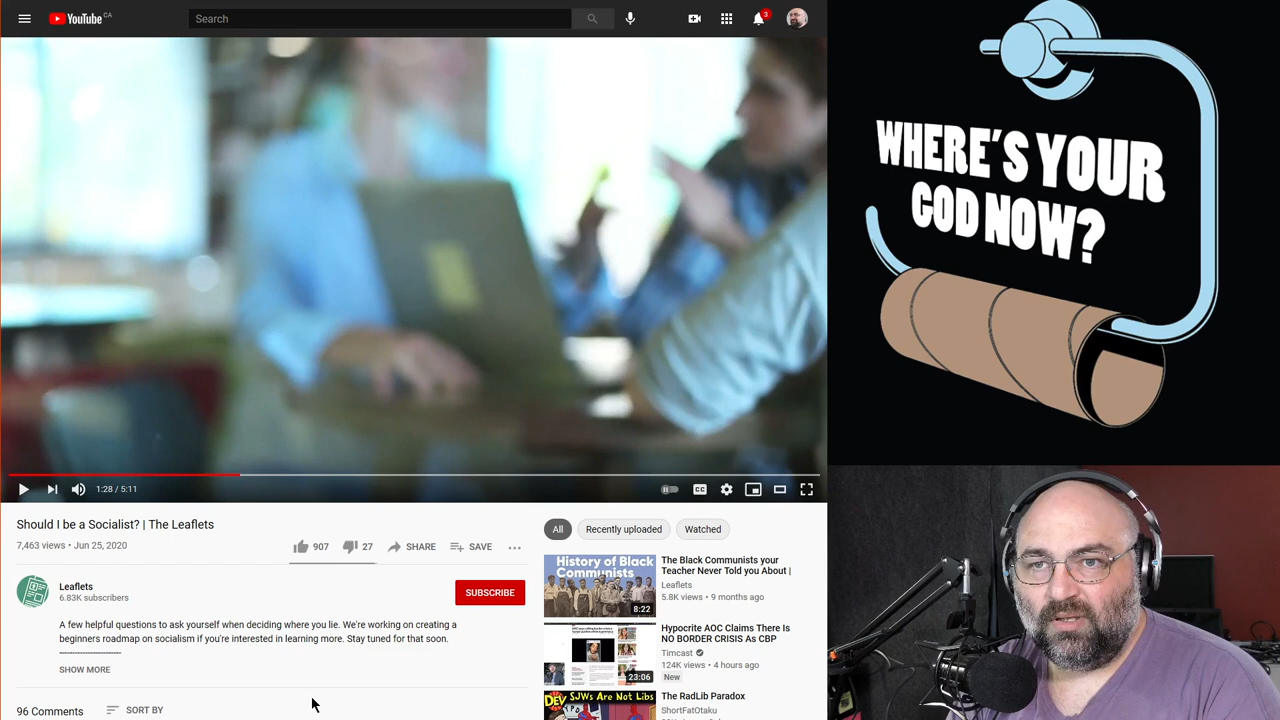 YouTube CA
Search
3
WHERE'S YOUR
GOD NOW?
1:28 / 5:11
CC
Should I be a Socialist? | The Leaflets
7,463 views • Jun 25, 2020
907
27
SHARE
SAVE
Leaflets
6.83K subscribers
SUBSCRIBE
A few helpful questions to ask yourself when deciding where you lie. We're working on creating a
beginners roadmap on socialism if you're interested in learning more. Stay tuned for that soon.
--------------------
SHOW MORE
96 Comments
SORT BY
All
Recently uploaded
Watched
History of Black
Communists
8:22
The Black Communists your
Teacher Never Told you About |
Leaflets
5.8K views • 9 months ago
23:06
Hypocrite AOC Claims There Is
NO BORDER CRISIS As CBP
Timcast
124K views • 4 hours ago
New
DEV
SJWs Are Not Libs
The RadLib Paradox
ShortFatOtaku